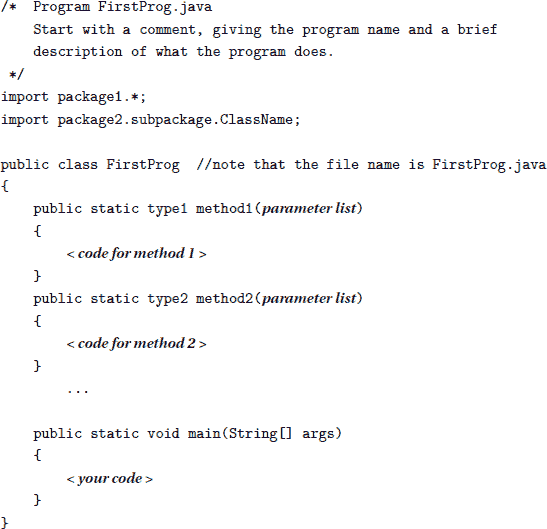 /*  Program FirstProg.java
    Start with a comment, giving the program name and a brief
    description of what the program does.
 */
import package1.*;
import package2.subpackage.ClassName;

public class FirstProg  //note that the file name is FirstProg.java
{
    public static type1 method1(parameter list)
    {
        < code for method 1 >
    }
    public static type2 method2(parameter list)
    {
        < code for method 2 >
    }
        ...

    public static void main(String[] args)
    {
        < your code >
    }
}